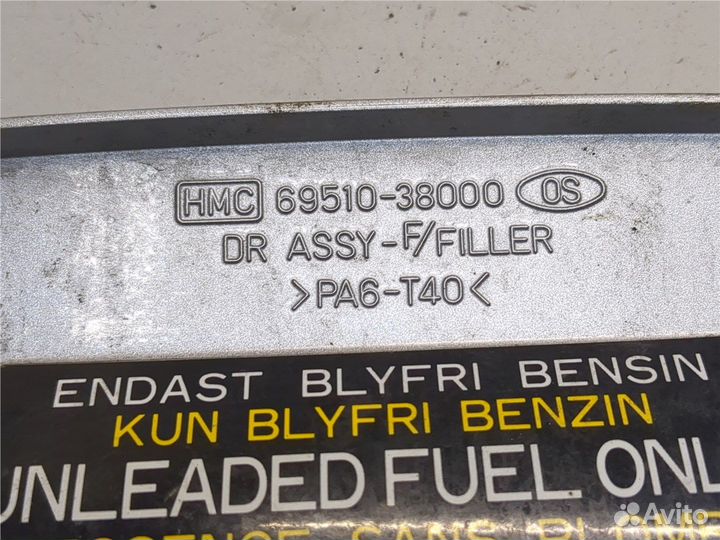 HMC 69510-38000 OS
DR ASSY-F/FILLER
>PA6-T40<
ENDAST BLYFRI BENSIN
KUN BLYFRI BENZIN
UNLEADED FUEL ONL
SANS
Avito